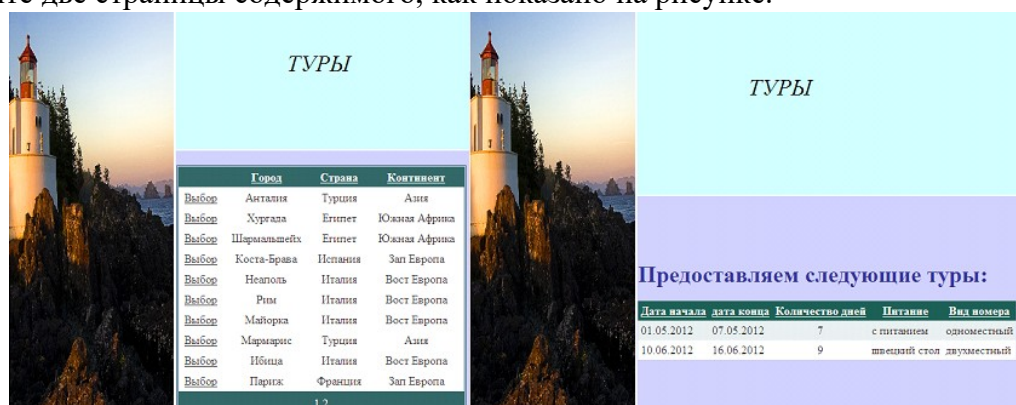 те две страницы содержимого, как показано на рисунке.
ТУРЫ
Город Страна Континент
Выбор Анталия Турция Азия
Выбор Хургада Египет Южная Африка
Выбор Шармальшейх Египет Южная Африка
Выбор Коста-Брава Испания Зап Европа
Выбор Неаполь Италия Вост Европа
Выбор Рим Италия Вост Европа
Выбор Майорка Италия Вост Европа
Выбор Мармарис Турция Азия
Выбор Ибица Италия Вост Европа
Выбор Париж Франция Зап Европа
1 2
ТУРЫ
Предоставляем следующие туры:
Дата начала дата конца Количество дней Питание Вид номера
01.05.2012 07.05.2012 7 с питанием одноместный
10.06.2012 16.06.2012 9 швецкий стол двухместный